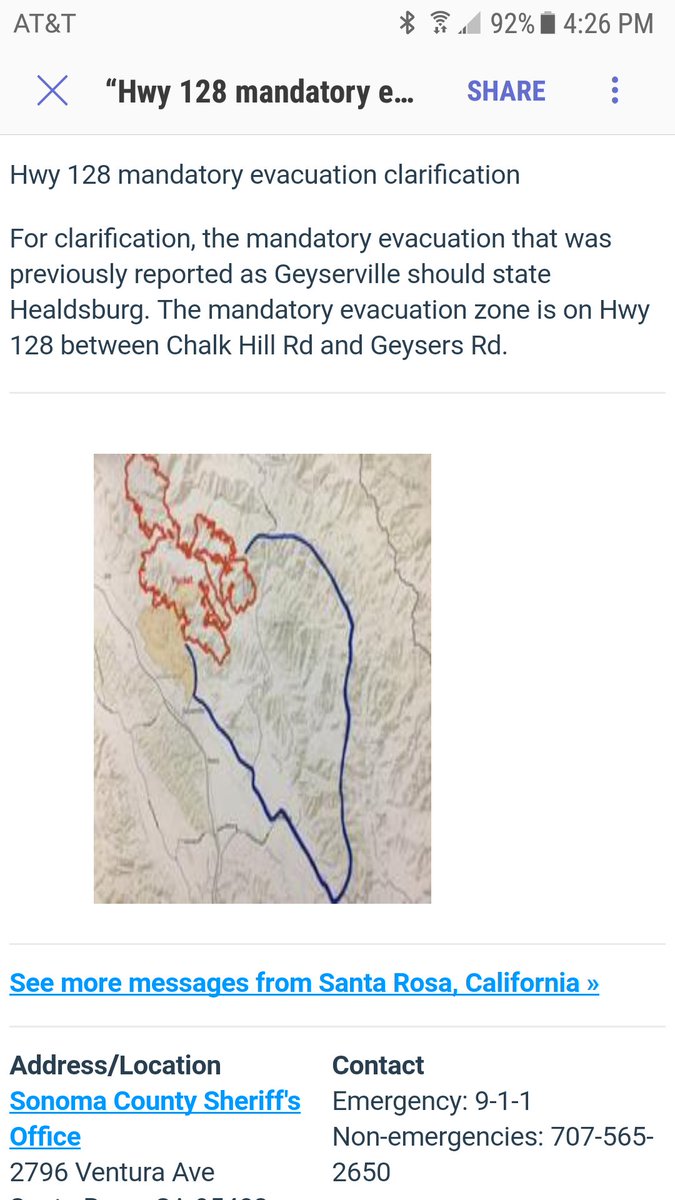 AT&T 92% 4:26 PM
“Hwy 128 mandatory e... SHARE
Hwy 128 mandatory evacuation clarification
For clarification, the mandatory evacuation that was
previously reported as Geyserville should state
Healdsburg. The mandatory evacuation zone is on Hwy
128 between Chalk Hill Rd and Geysers Rd.
See more messages from Santa Rosa, California »
Address/Location
Sonoma County Sheriff's
Office
2796 Ventura Ave
Contact
Emergency: 9-1-1
Non-emergencies: 707-565-
2650